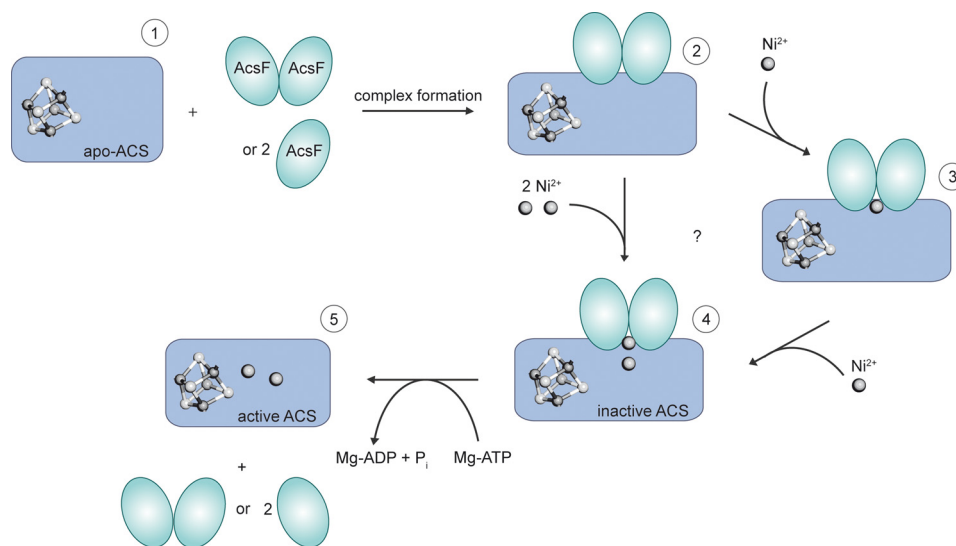 1
AcsF AcsF
apo-ACS
+
or 2 AcsF
complex formation
2
Ni²⁺
3
2 Ni²⁺
?
4
inactive ACS
Ni²⁺
5
active ACS
Mg-ADP + Pᵢ
Mg-ATP
+
or 2